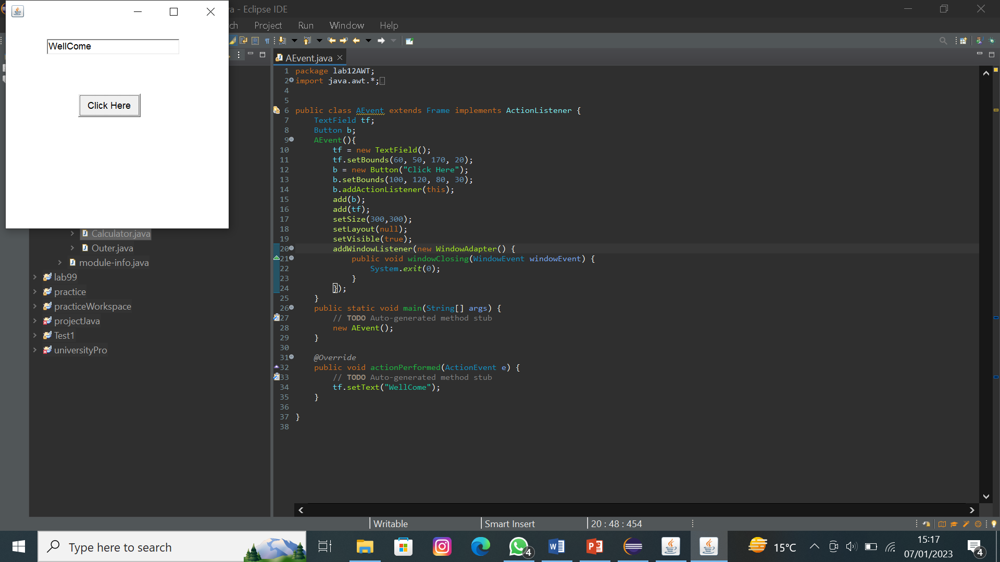 a - Eclipse IDE
ch Project Run Window Help
WellCome
Click Here
AEvent.java
1 package lab12AWT;
2 import java.awt.*;
4
5
6 public class AEvent extends Frame implements ActionListener {
7 TextField tf;
8 Button b;
9 AEvent(){
10 tf = new TextField();
11 tf.setBounds(60, 50, 170, 20);
12 b = new Button("Click Here");
13 b.setBounds(100, 120, 80, 30);
14 b.addActionListener(this);
15 add(b);
16 add(tf);
17 setSize(300,300);
18 setLayout(null);
19 setVisible(true);
20 addWindowListener(new WindowAdapter() {
21 public void windowClosing(WindowEvent windowEvent) {
22 System.exit(0);
23 }
24 });
25 }
26 public static void main(String[] args) {
27 // TODO Auto-generated method stub
28 new AEvent();
29 }
30
31 @Override
32 public void actionPerformed(ActionEvent e) {
33 // TODO Auto-generated method stub
34 tf.setText("WellCome");
35 }
36
37 }
38
Calculator.java
Outer.java
module-info.java
lab99
practice
practiceWorkspace
projectJava
Test1
universityPro
Writable Smart Insert 20 : 48 : 454
Type here to search
4
15°C
15:17
07/01/2023
4